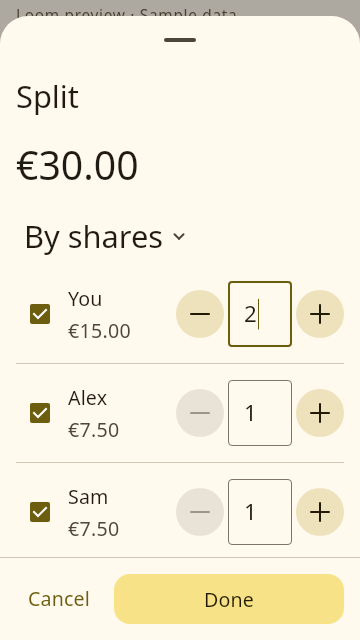 Loom preview · Sample data
Split
€30.00
By shares
You
€15.00
2
Alex
€7.50
1
Sam
€7.50
1
Cancel
Done